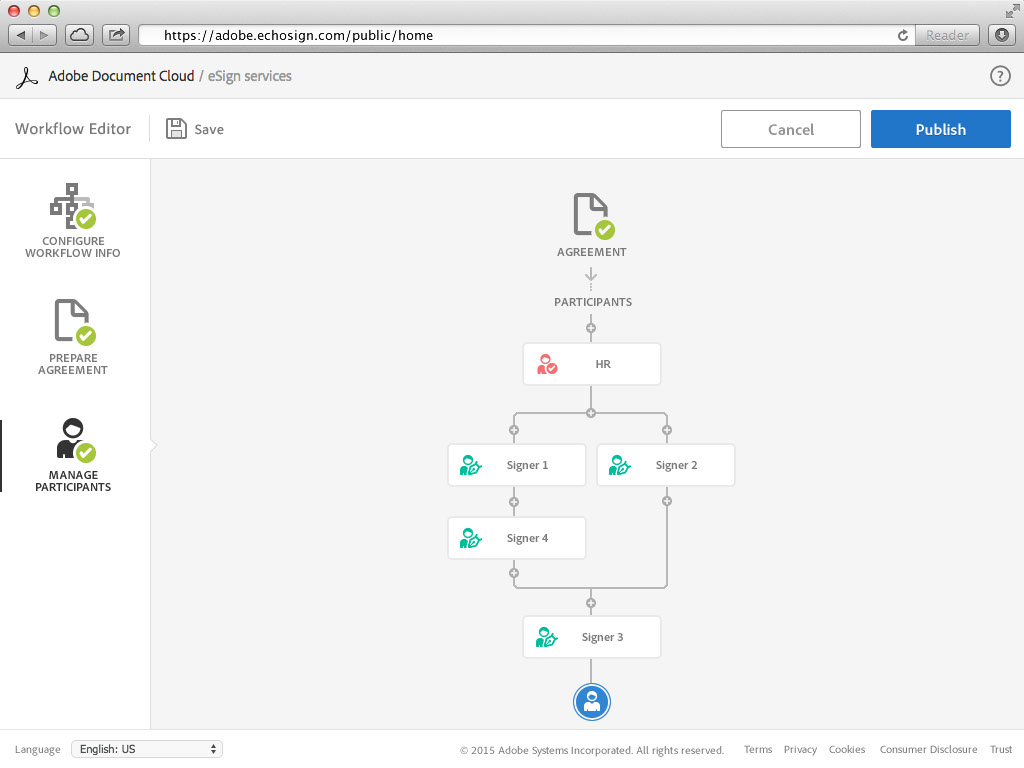 https://adobe.echosign.com/public/home
Reader
Adobe Document Cloud / eSign services
?
Workflow Editor
Save
Cancel
Publish
CONFIGURE
WORKFLOW INFO
PREPARE
AGREEMENT
MANAGE
PARTICIPANTS
AGREEMENT
PARTICIPANTS
HR
Signer 1
Signer 2
Signer 4
Signer 3
Language
English: US
© 2015 Adobe Systems Incorporated. All rights reserved.
Terms
Privacy
Cookies
Consumer Disclosure
Trust